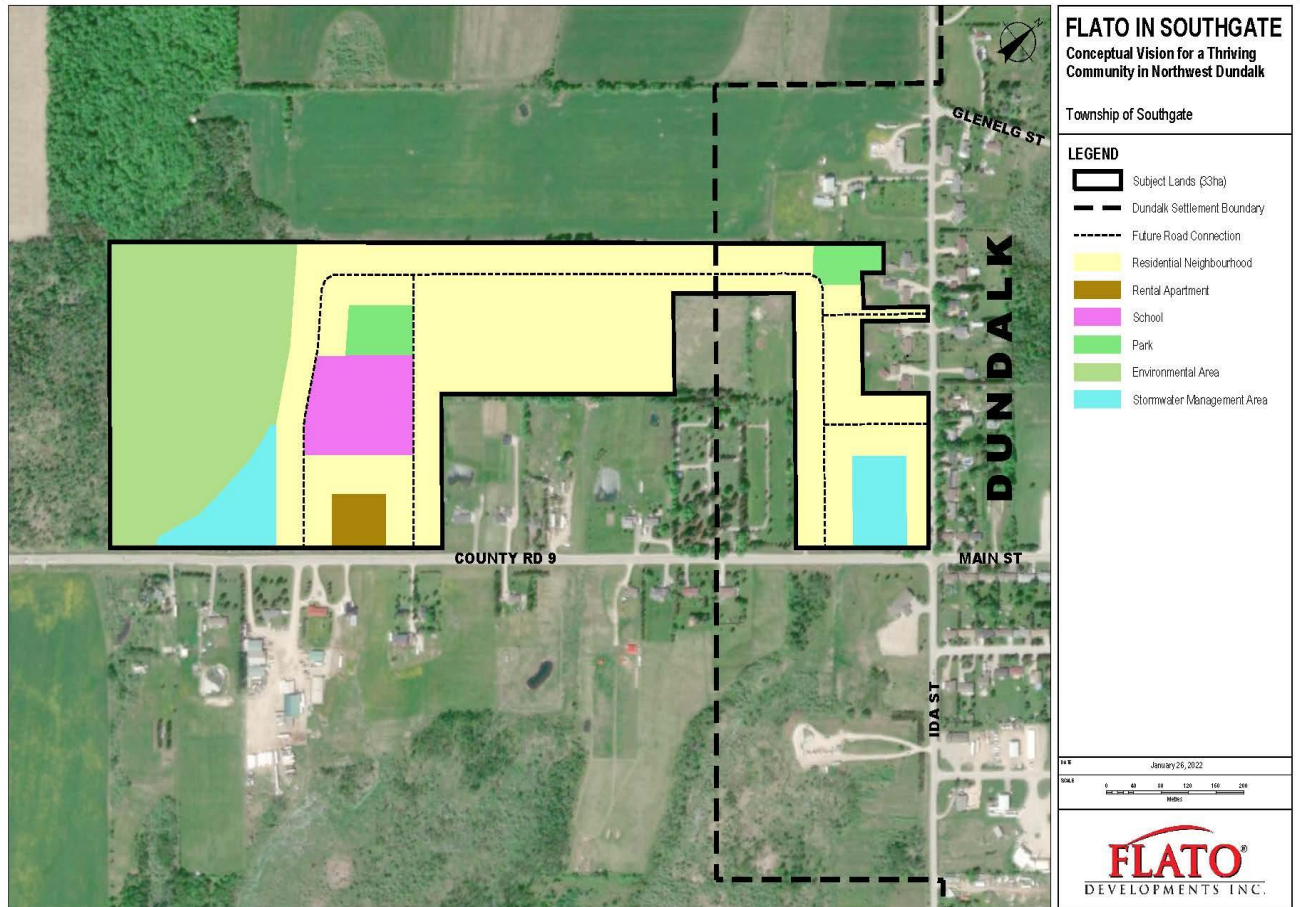 FLATO IN SOUTHGATE
Conceptual Vision for a Thriving
Community in Northwest Dundalk
Township of Southgate
LEGEND
Subject Lands (33ha)
Dundalk Settlement Boundary
Future Road Connection
Residential Neighbourhood
Rental Apartment
School
Park
Environmental Area
Stormwater Management Area
N
GLENELG ST
DUNDALK
COUNTY RD 9
MAIN ST
IDA ST
DATE
January 26, 2022
SCALE
0 40 80 120 160 200
Metres
FLATO®
DEVELOPMENTS INC.